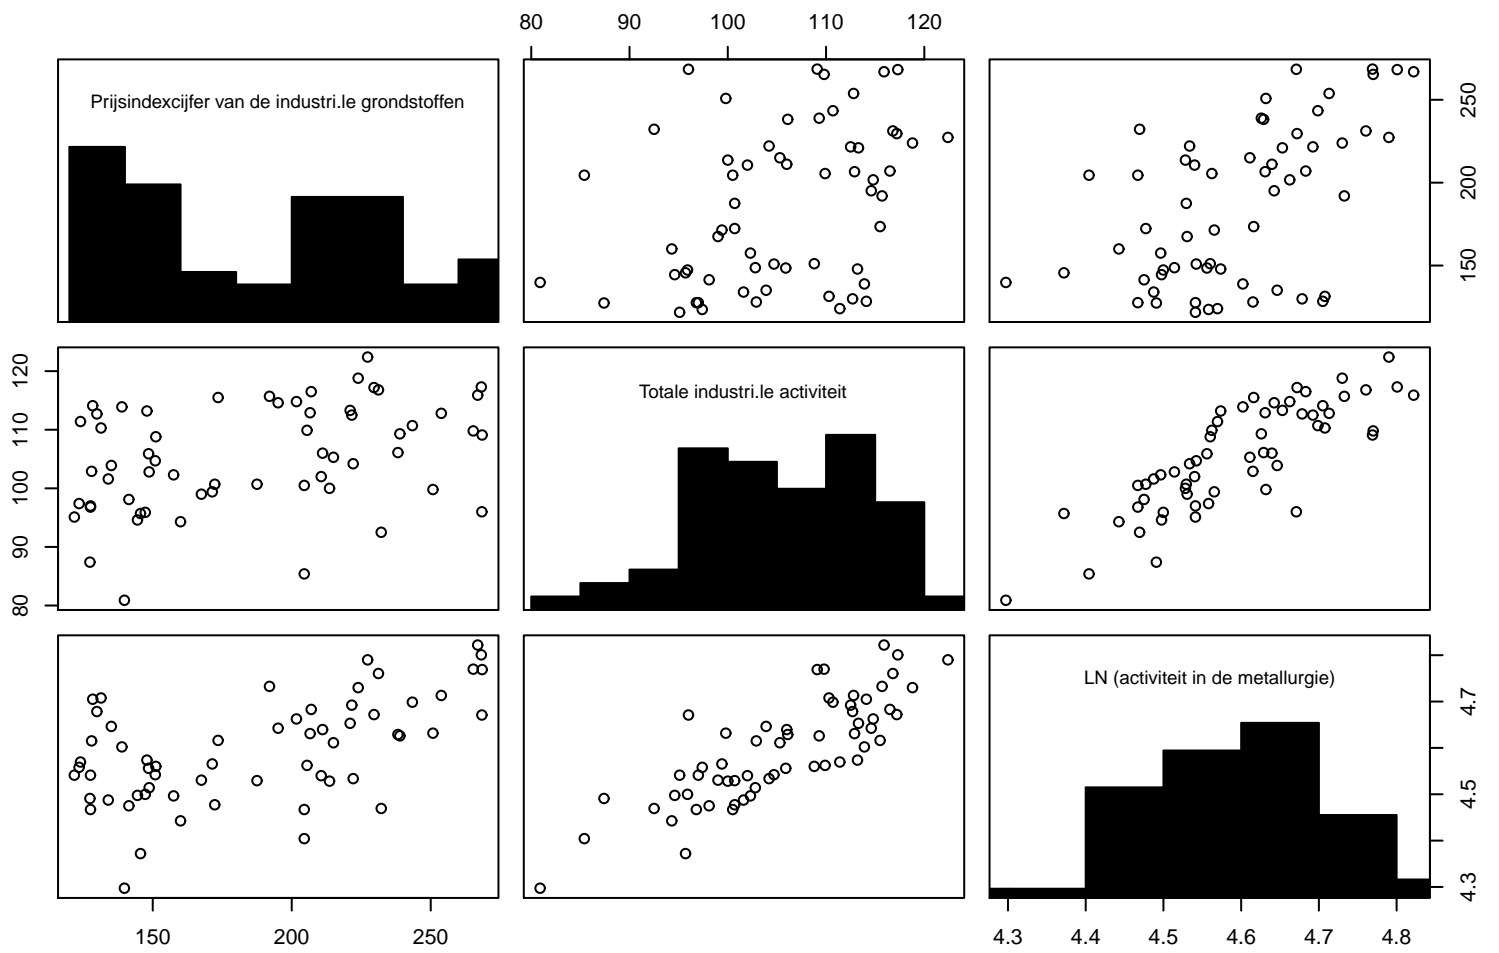 80 90 100 110 120
Prijsindexcijfer van de industri.le grondstoffen
150 200 250
80 90 100 110 120
Totale industri.le activiteit
LN (activiteit in de metallurgie)
4.3 4.5 4.7
150 200 250
4.3 4.4 4.5 4.6 4.7 4.8